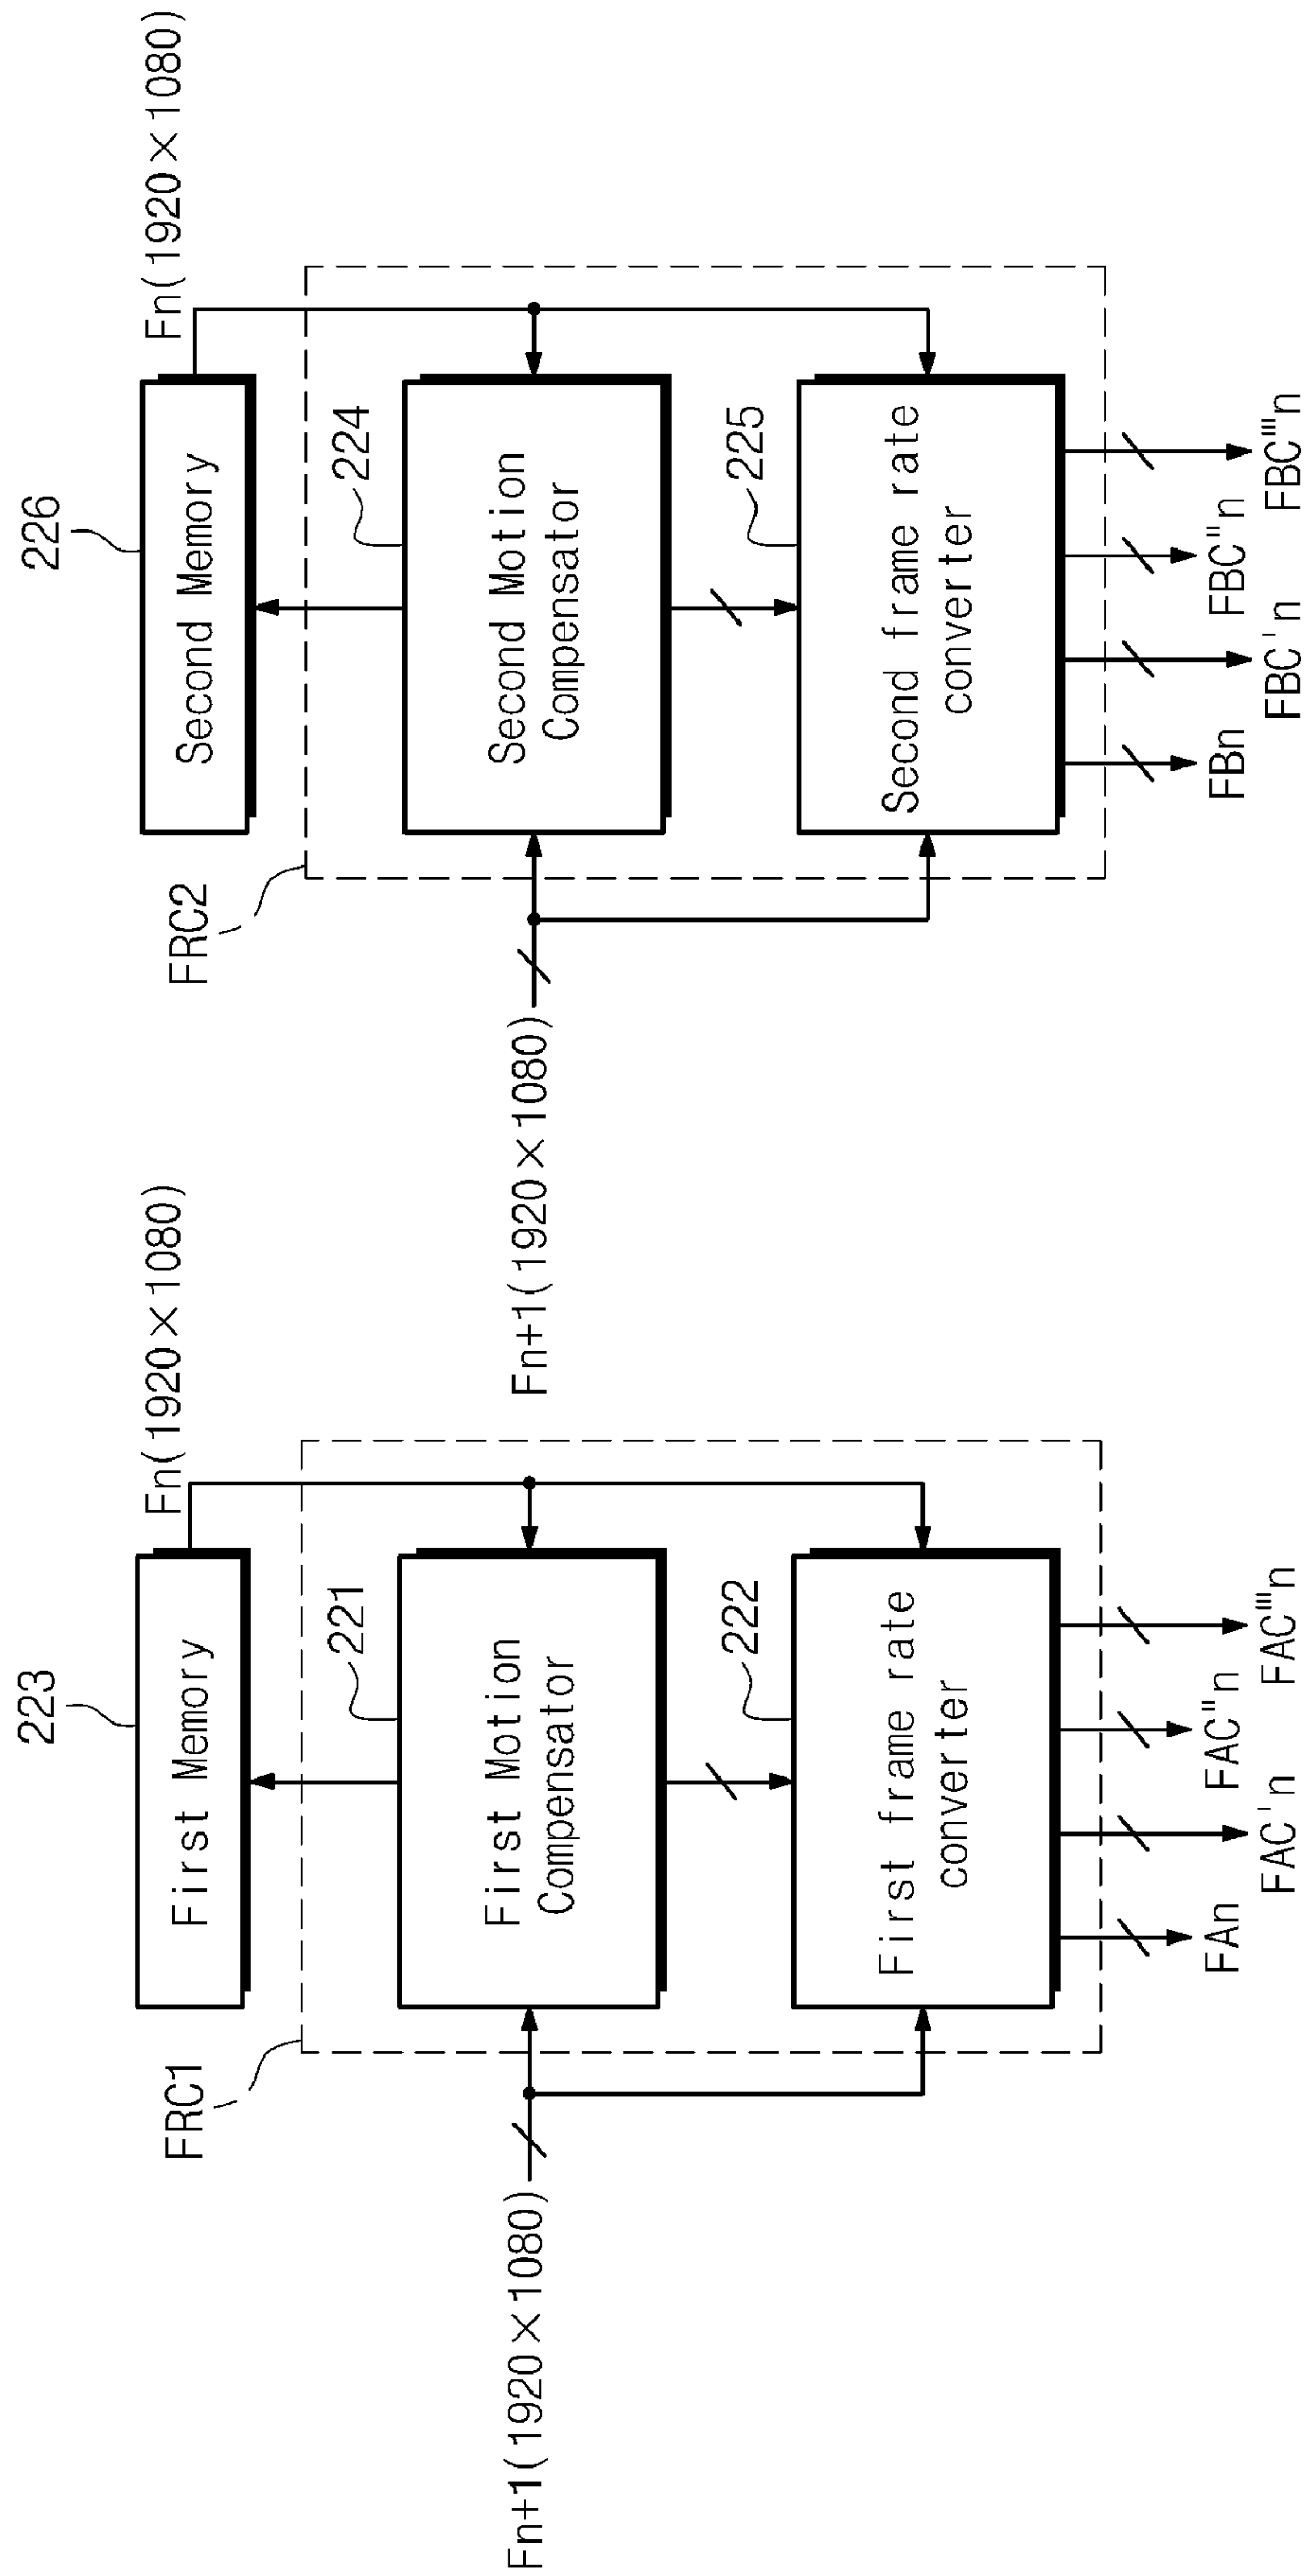 223
Fn(1920×1080)
First Memory
FRC1
221
First Motion
Compensator
Fn+1(1920×1080)
222
First frame rate
converter
FAn
FAC'n
FAC"n
FAC'''n
226
Fn(1920×1080)
Second Memory
FRC2
224
Second Motion
Compensator
Fn+1(1920×1080)
225
Second frame rate
converter
FBn
FBC'n
FBC"n
FBC'''n